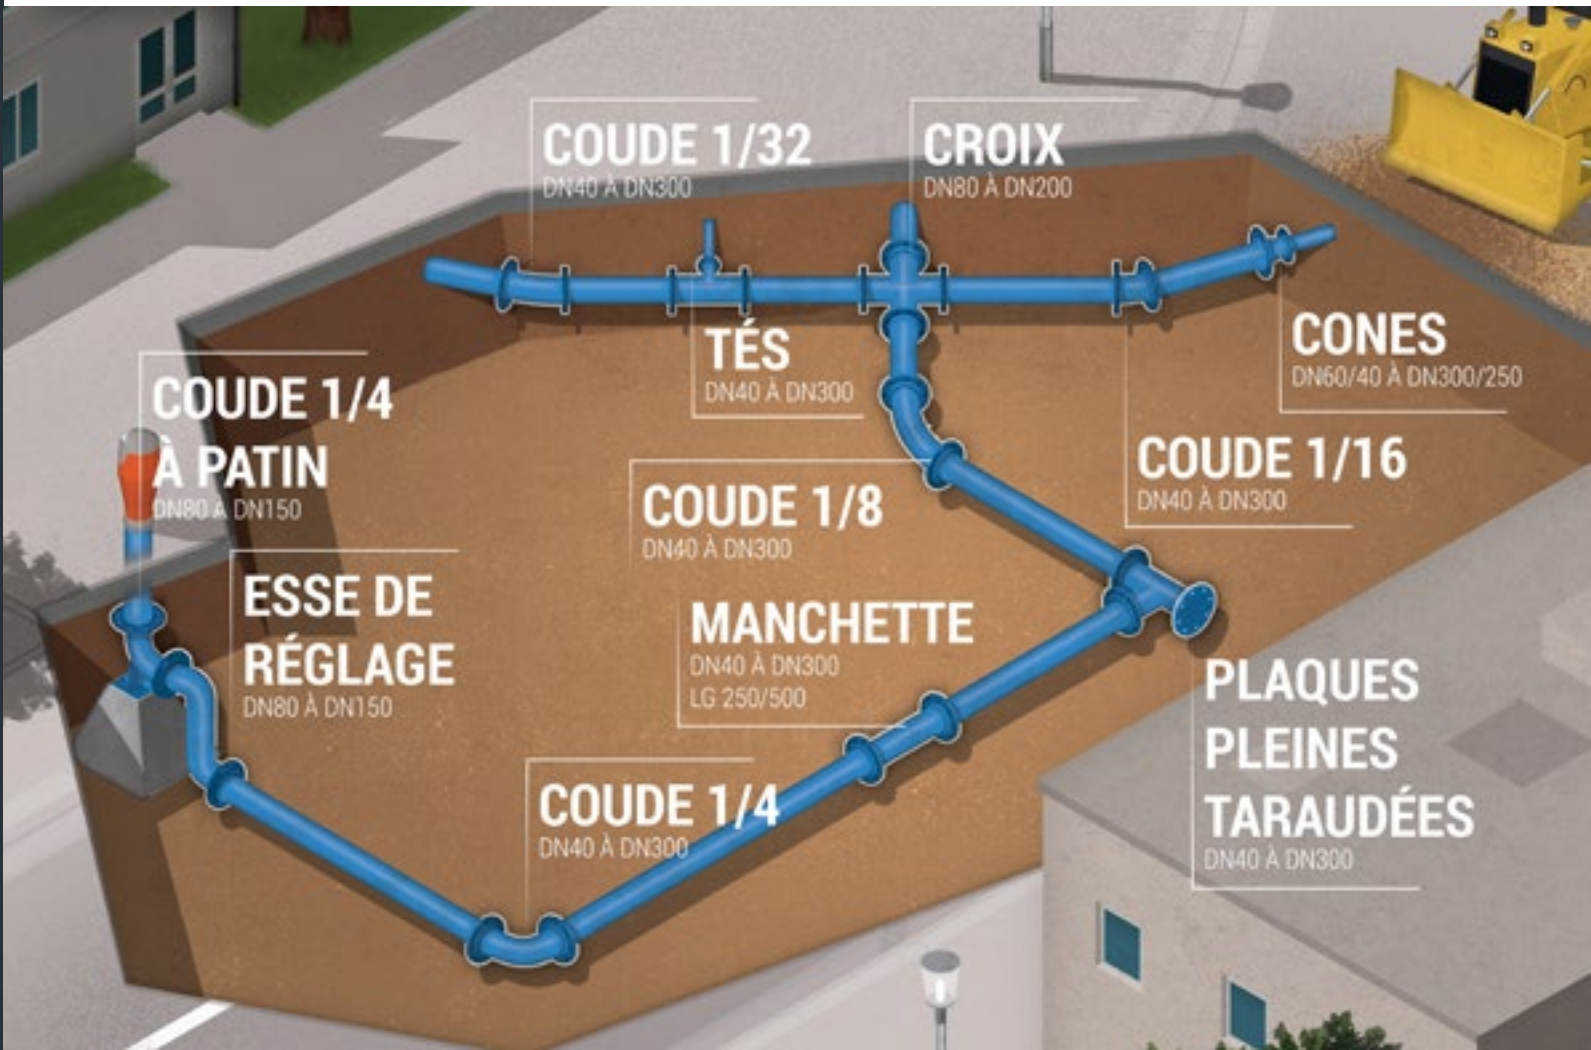 COUDE 1/32
DN40 À DN300
CROIX
DN80 À DN200
TÉS
DN40 À DN300
CONES
DN60/40 À DN300/250
COUDE 1/4
À PATIN
DN80 À DN150
COUDE 1/16
DN40 À DN300
COUDE 1/8
DN40 À DN300
ESSE DE
RÉGLAGE
DN80 À DN150
MANCHETTE
DN40 À DN300
LG 250/500
PLAQUES
PLEINES
TARAUDÉES
DN40 À DN300
COUDE 1/4
DN40 À DN300